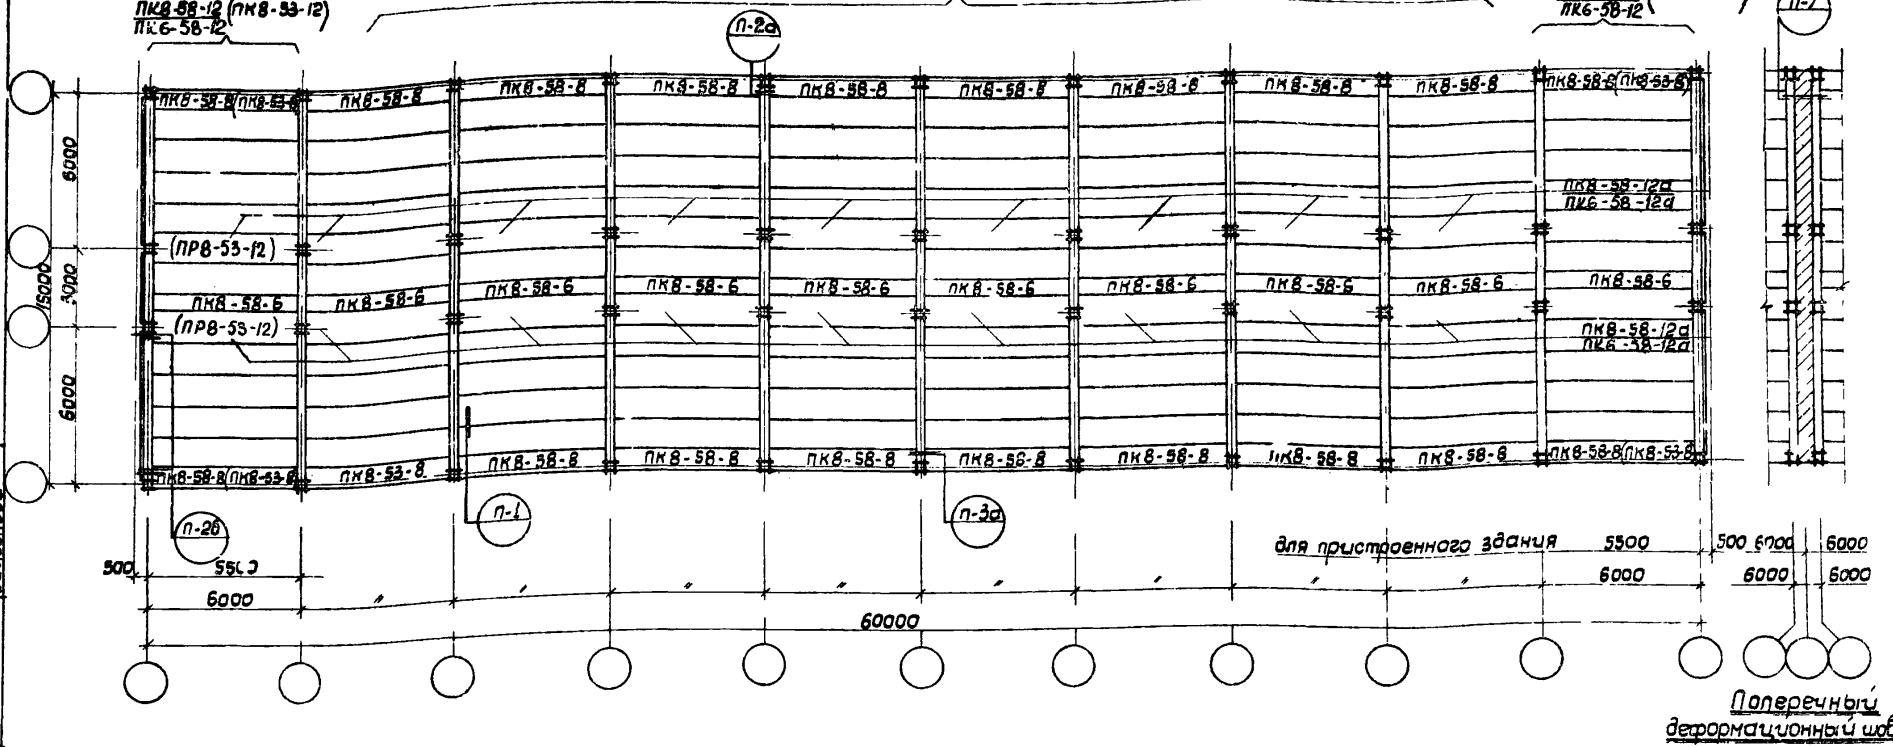 ПК8-58-12 (ПК8-53-12)
ПК6-58-12
П-2а
ПК6-58-12
П-7
ПК8-58-8(ПК8-53-8) ПК8-58-8 ПК8-58-8 ПК8-58-8 ПК8-58-8 ПК8-58-8 ПК8-58-8 ПК8-58-8 ПК8-58-8 ПК8-58-8(ПК8-53-8)
6000
ПК8-58-12а
ПК6-58-12а
(ПР8-53-12)
15000
3000
ПК8-58-6 ПК8-58-6 ПК8-58-6 ПК8-58-6 ПК8-58-6 ПК8-58-6 ПК8-58-6 ПК8-58-6 ПК8-58-6 ПК8-58-6
(ПР8-53-12)
ПК8-58-12а
ПК6-58-12а
6000
ПК8-58-8(ПК8-53-8) ПК8-53-8 ПК8-58-8 ПК8-58-8 ПК8-58-8 ПК8-58-8 ПК8-58-8 ПК8-58-8 ПК8-58-8 ПК8-58-8(ПК8-53-8)
П-2б
П-1
П-3а
для пристроенного здания 5500 500 6000 6000
500 5500
6000 " " " " " " " 6000 6000 6000
60000
Поперечный
деформационный шов